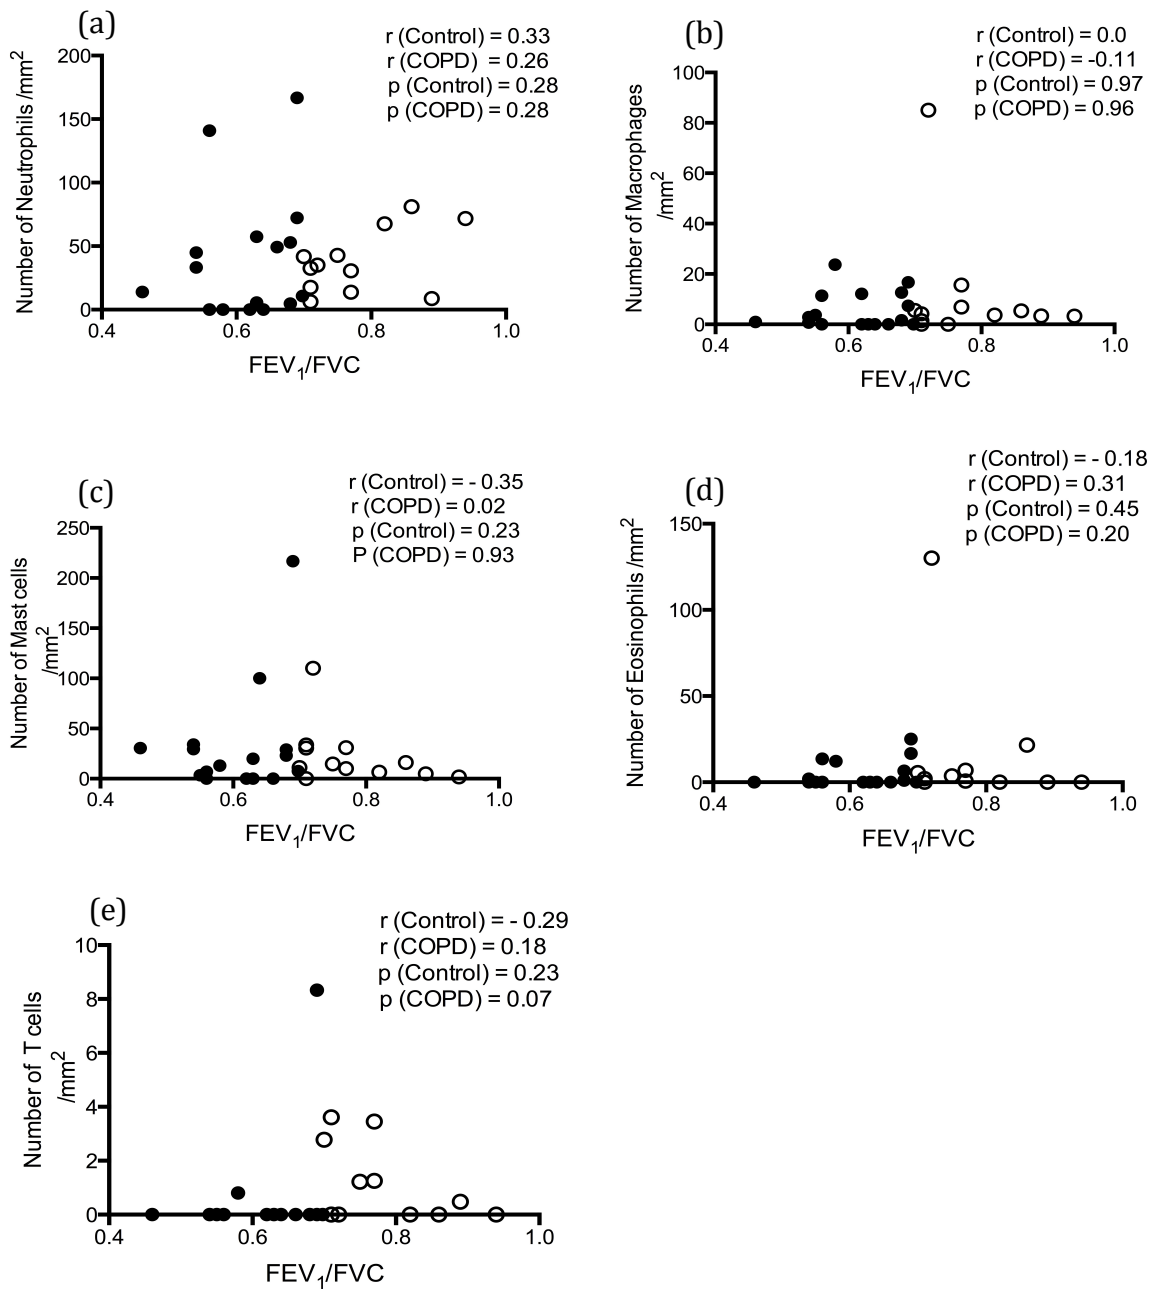 (a)
r (Control) = 0.33
r (COPD) = 0.26
p (Control) = 0.28
p (COPD) = 0.28
Number of Neutrophils /mm2
200
150
100
50
0
0.4 0.6 0.8 1.0
FEV1/FVC
(b)
r (Control) = 0.0
r (COPD) = -0.11
p (Control) = 0.97
p (COPD) = 0.96
Number of Macrophages
/mm2
100
80
60
40
20
0
0.4 0.6 0.8 1.0
FEV1/FVC
(c)
r (Control) = - 0.35
r (COPD) = 0.02
p (Control) = 0.23
P (COPD) = 0.93
Number of Mast cells
/mm2
250
200
150
100
50
0
0.4 0.6 0.8 1.0
FEV1/FVC
(d)
r (Control) = - 0.18
r (COPD) = 0.31
p (Control) = 0.45
p (COPD) = 0.20
Number of Eosinophils /mm2
150
100
50
0
0.4 0.6 0.8 1.0
FEV1/FVC
(e)
r (Control) = - 0.29
r (COPD) = 0.18
p (Control) = 0.23
p (COPD) = 0.07
Number of T cells
/mm2
10
8
6
4
2
0
0.4 0.6 0.8 1.0
FEV1/FVC